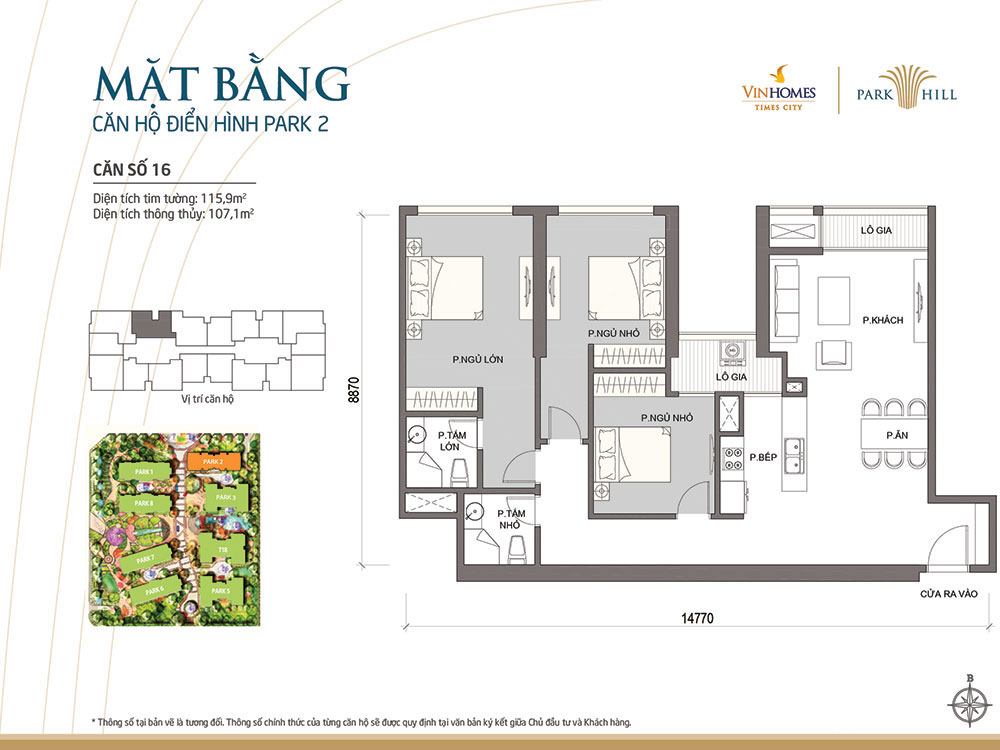 MẶT BẰNG
CĂN HỘ ĐIỂN HÌNH PARK 2
VINHOMES
TIMES CITY
PARK HILL
CĂN SỐ 16
Diện tích tim tường: 115,9m²
Diện tích thông thủy: 107,1m²
LÔ GIA
P.KHÁCH
P.NGỦ NHỎ
P.NGỦ LỚN
LÔ GIA
8870
Vị trí căn hộ
P.NGỦ NHỎ
P.TẮM
LỚN
P.ĂN
P.BẾP
P.TẮM
NHỎ
PARK 1
PARK 2
PARK 8
PARK 3
PARK 7
T18
PARK 6
PARK 5
CỬA RA VÀO
14770
B
* Thông số tại bản vẽ là tương đối. Thông số chính thức của từng căn hộ sẽ được quy định tại văn bản ký kết giữa Chủ đầu tư và Khách hàng.